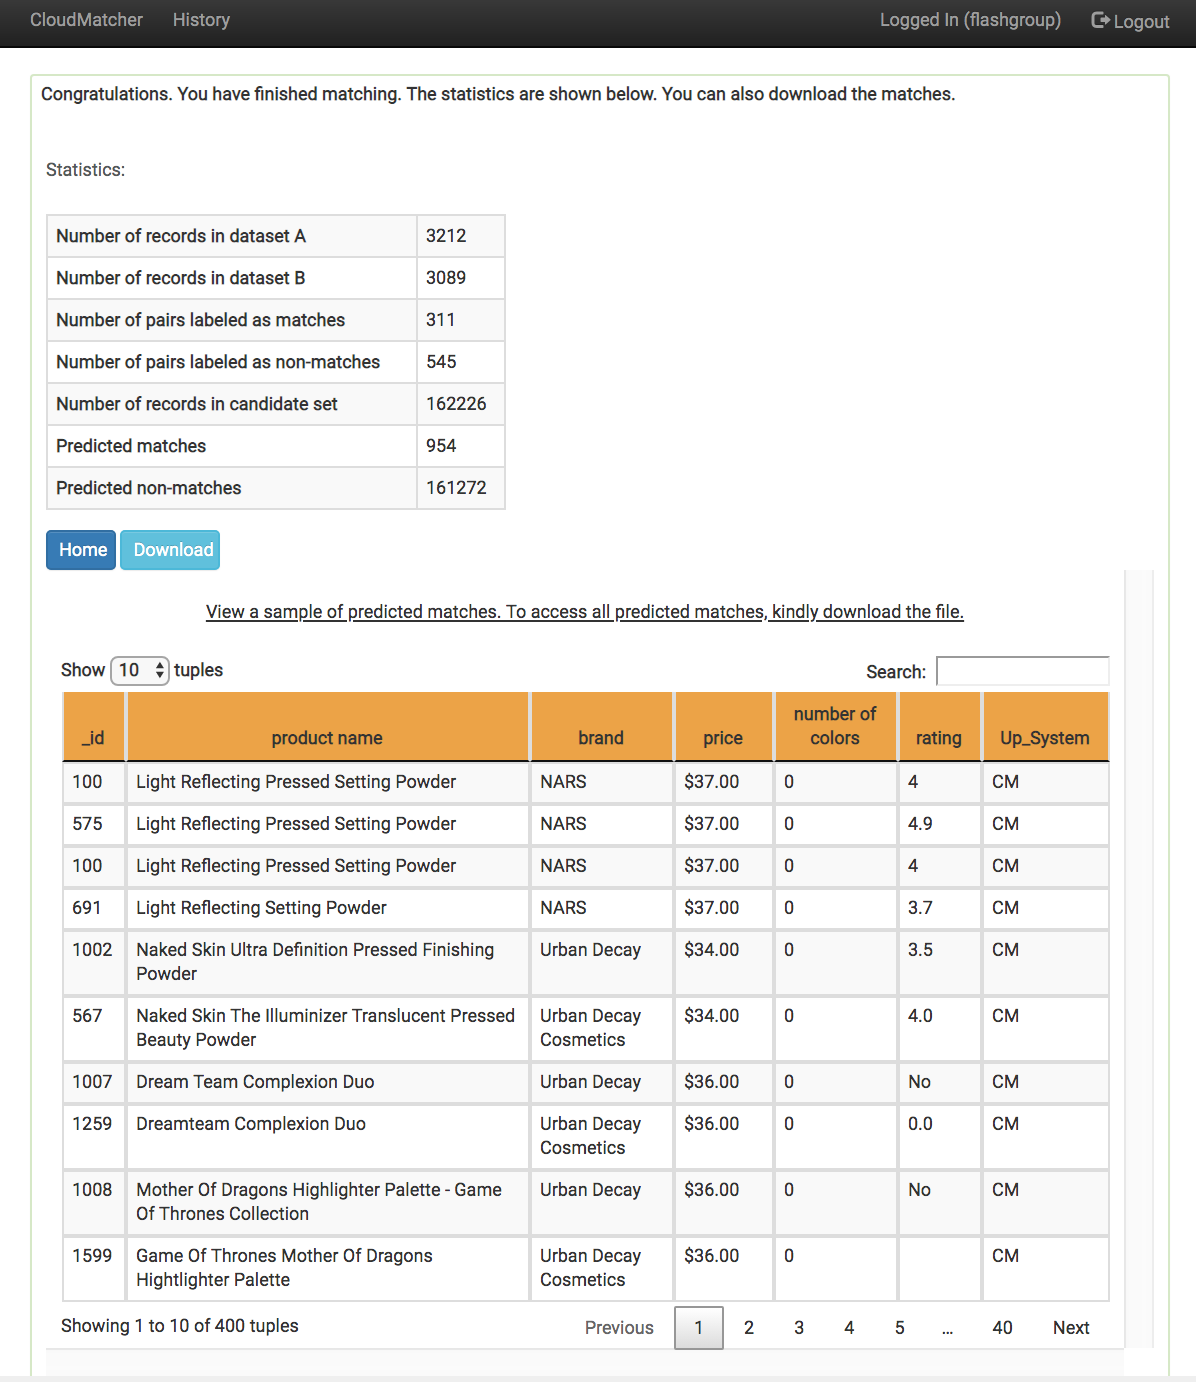 CloudMatcher History Logged In (flashgroup) Logout
Congratulations. You have finished matching. The statistics are shown below. You can also download the matches.
Statistics:
Number of records in dataset A 3212
Number of records in dataset B 3089
Number of pairs labeled as matches 311
Number of pairs labeled as non-matches 545
Number of records in candidate set 162226
Predicted matches 954
Predicted non-matches 161272
Home Download
View a sample of predicted matches. To access all predicted matches, kindly download the file.
Show 10 tuples Search:
_id product name brand price number of colors rating Up_System
100 Light Reflecting Pressed Setting Powder NARS $37.00 0 4 CM
575 Light Reflecting Pressed Setting Powder NARS $37.00 0 4.9 CM
100 Light Reflecting Pressed Setting Powder NARS $37.00 0 4 CM
691 Light Reflecting Setting Powder NARS $37.00 0 3.7 CM
1002 Naked Skin Ultra Definition Pressed Finishing Urban Decay $34.00 0 3.5 CM
Powder
567 Naked Skin The Illuminizer Translucent Pressed Urban Decay $34.00 0 4.0 CM
Beauty Powder Cosmetics
1007 Dream Team Complexion Duo Urban Decay $36.00 0 No CM
1259 Dreamteam Complexion Duo Urban Decay $36.00 0 0.0 CM
Cosmetics
1008 Mother Of Dragons Highlighter Palette - Game Urban Decay $36.00 0 No CM
Of Thrones Collection
1599 Game Of Thrones Mother Of Dragons Urban Decay $36.00 0 CM
Hightlighter Palette Cosmetics
Showing 1 to 10 of 400 tuples Previous 1 2 3 4 5 ... 40 Next